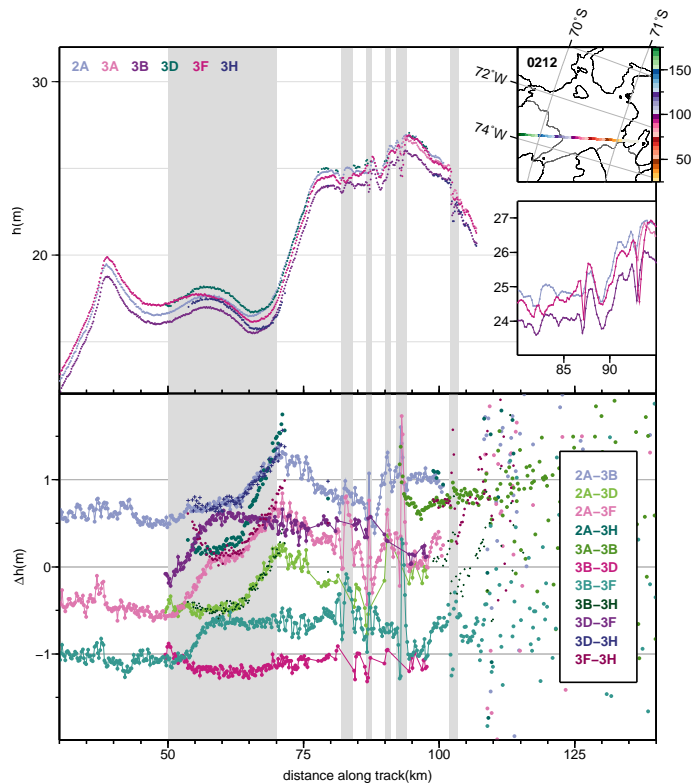 70°S
71°S
72°W
74°W
0212
150
100
50
2A 3A 3B 3D 3F 3H
30
20
h(m)
27
26
25
24
85 90
2A−3B
2A−3D
2A−3F
2A−3H
3A−3B
3B−3D
3B−3F
3B−3H
3D−3F
3D−3H
3F−3H
1
0
−1
Δh(m)
50 75 100 125
distance along track(km)